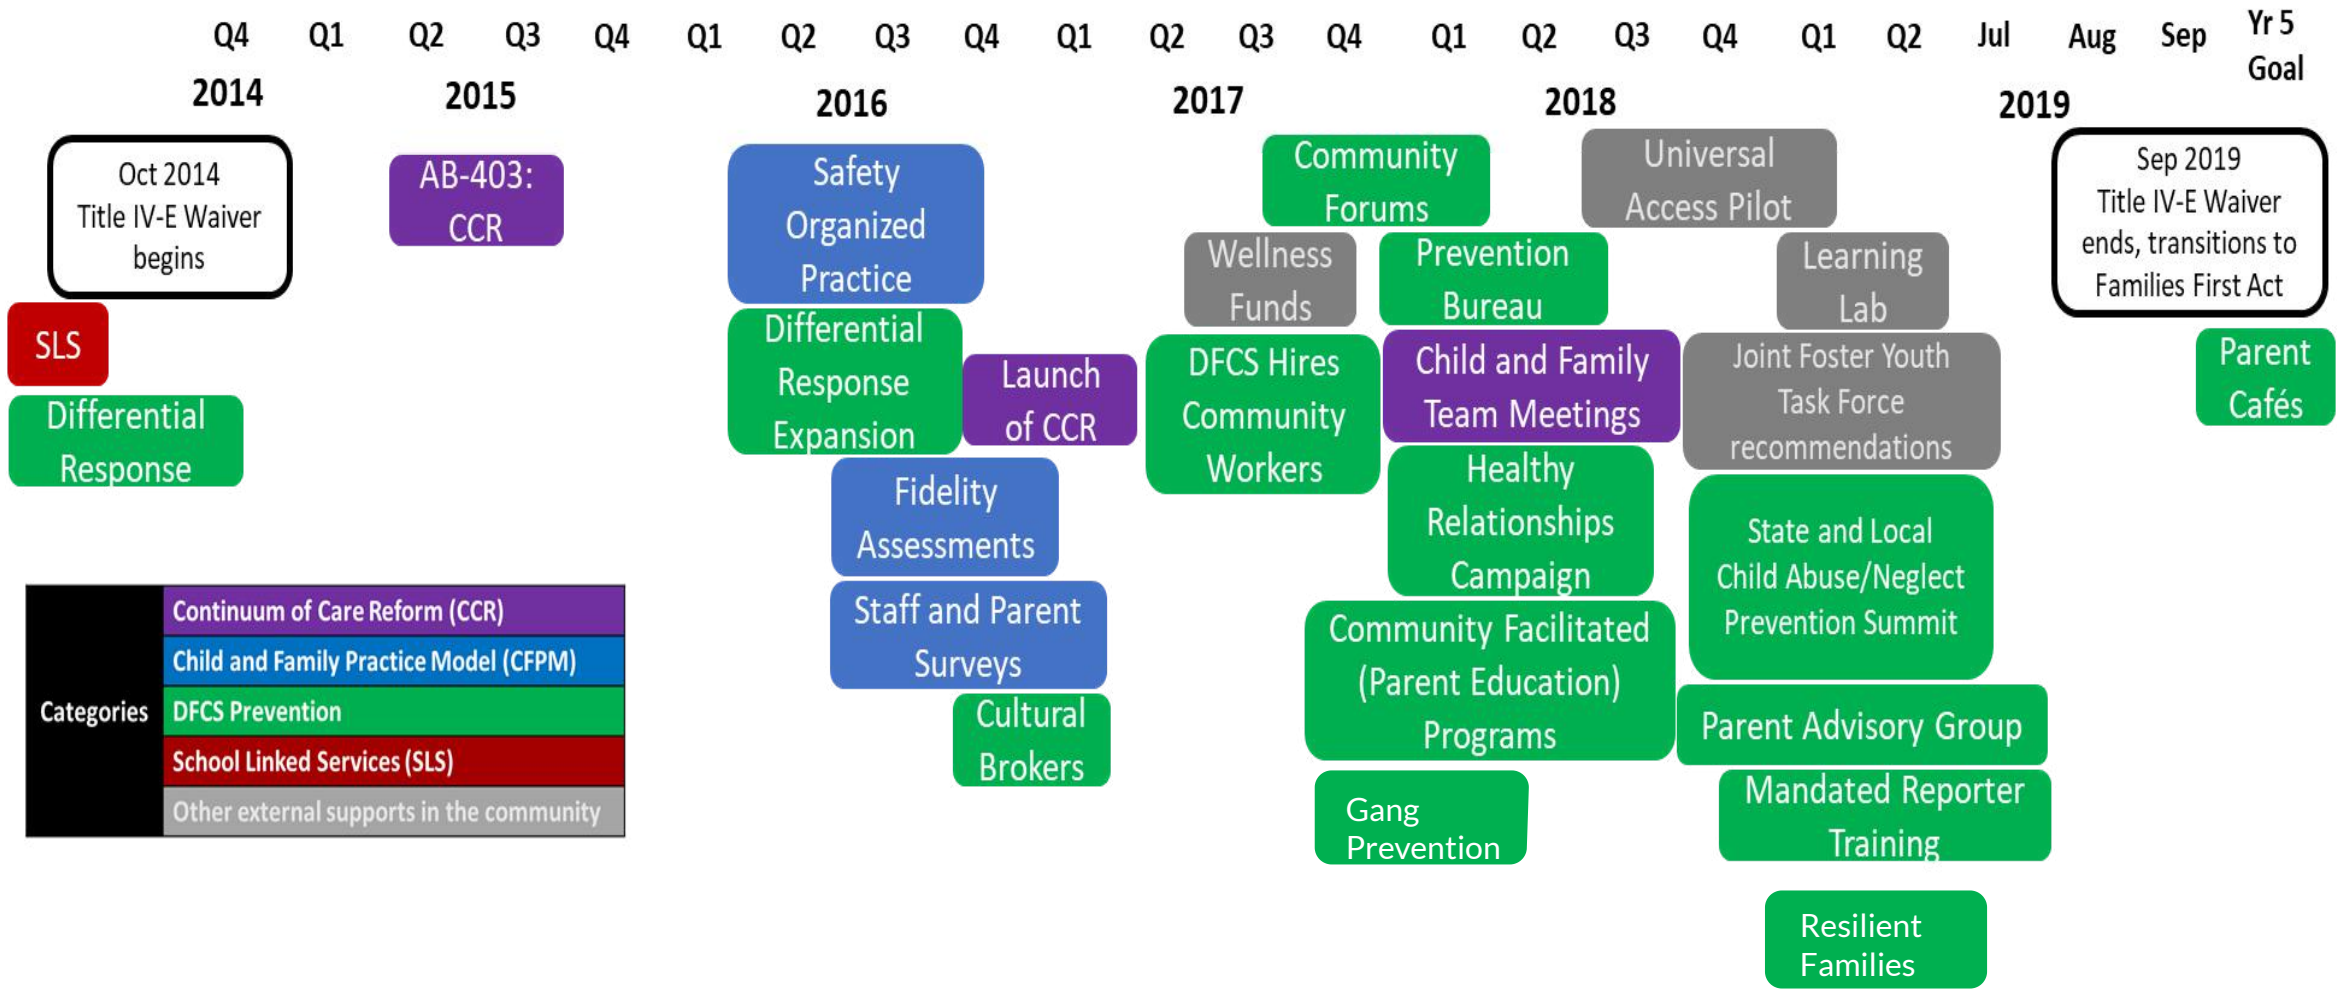 Q4 Q1 Q2 Q3 Q4 Q1 Q2 Q3 Q4 Q1 Q2 Q3 Q4 Q1 Q2 Q3 Q4 Q1 Q2 Jul Aug Sep Yr 5
Goal
2014 2015 2016 2017 2018 2019
Oct 2014
Title IV-E Waiver
begins
SLS
Differential
Response
AB-403:
CCR
Safety
Organized
Practice
Differential
Response
Expansion
Launch
of CCR
Fidelity
Assessments
Staff and Parent
Surveys
Cultural
Brokers
Community
Forums
Wellness
Funds
Prevention
Bureau
DFCS Hires
Community
Workers
Child and Family
Team Meetings
Healthy
Relationships
Campaign
Community Facilitated
(Parent Education)
Programs
Gang
Prevention
Universal
Access Pilot
Learning
Lab
Joint Foster Youth
Task Force
recommendations
State and Local
Child Abuse/Neglect
Prevention Summit
Parent Advisory Group
Mandated Reporter
Training
Resilient
Families
Sep 2019
Title IV-E Waiver
ends, transitions to
Families First Act
Parent
Cafés
Categories
Continuum of Care Reform (CCR)
Child and Family Practice Model (CFPM)
DFCS Prevention
School Linked Services (SLS)
Other external supports in the community